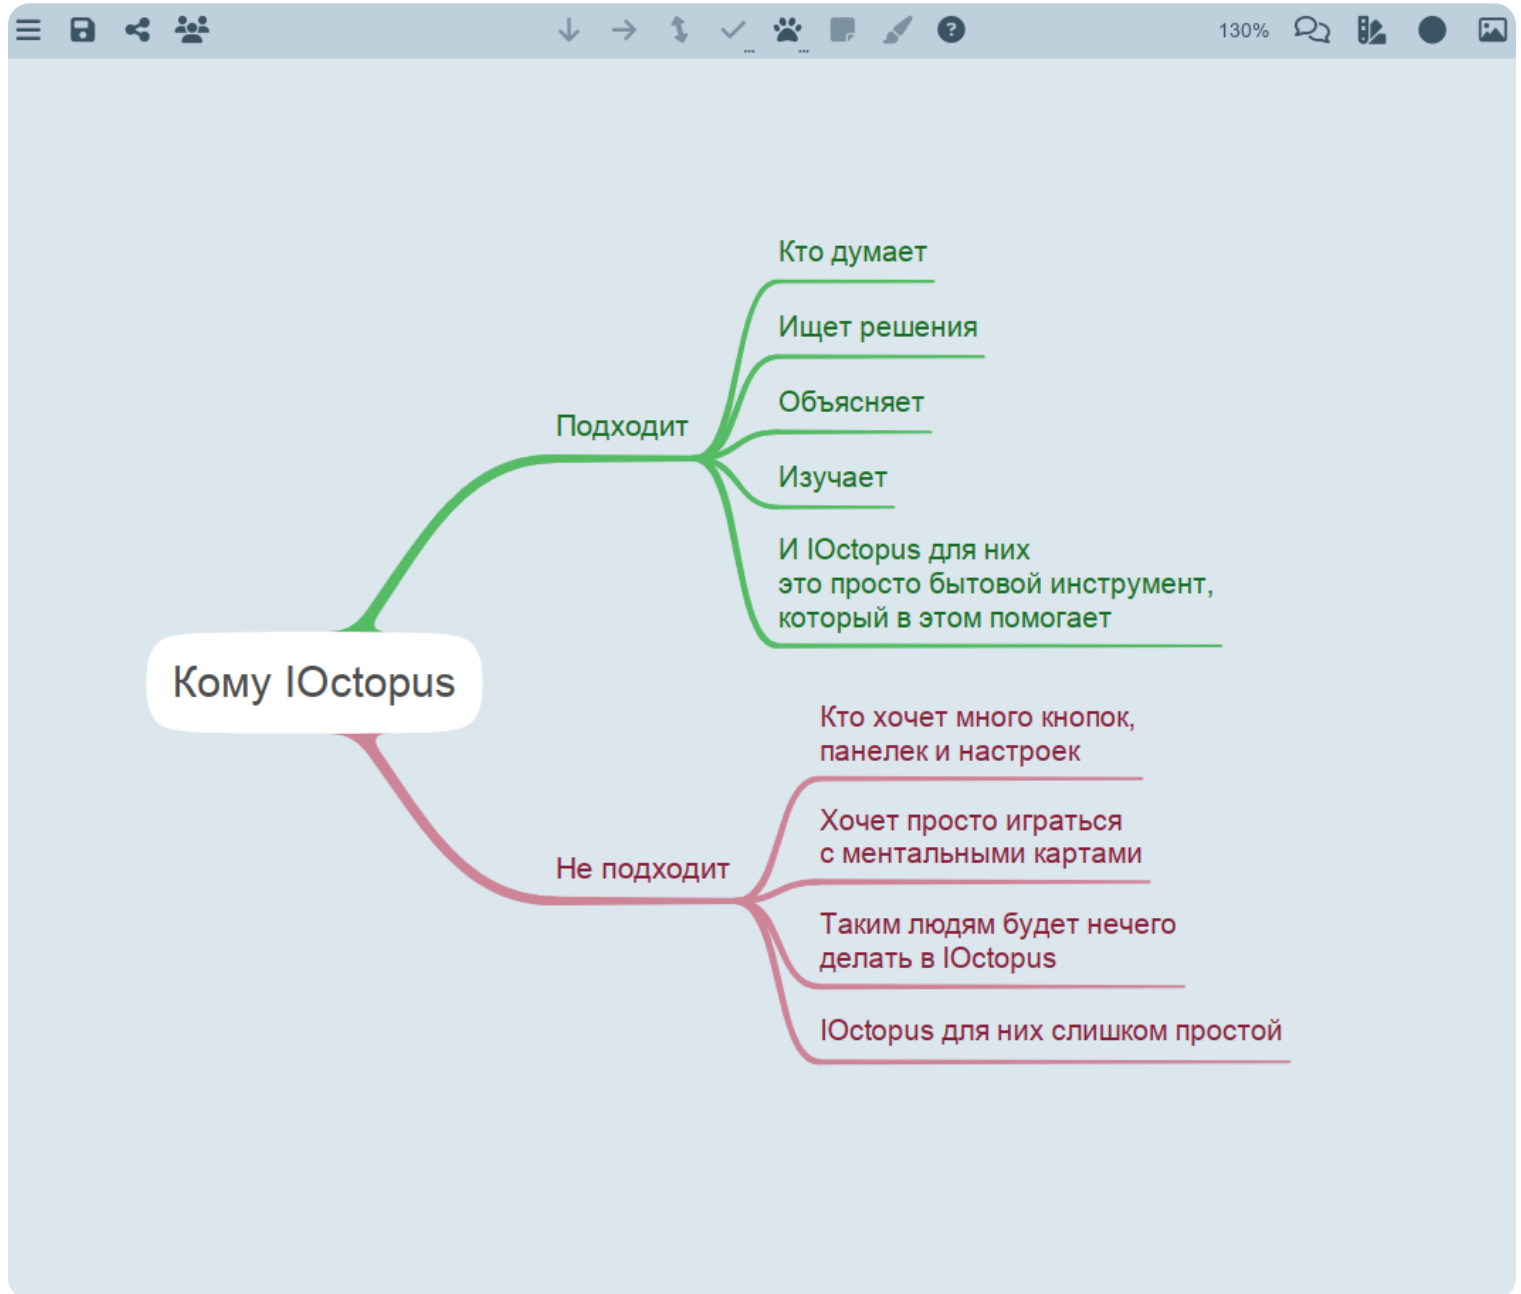 130%
Кто думает
Ищет решения
Объясняет
Подходит
Изучает
И IOctopus для них
это просто бытовой инструмент,
который в этом помогает
Кому IOctopus
Кто хочет много кнопок,
панелек и настроек
Хочет просто играться
с ментальными картами
Не подходит
Таким людям будет нечего
делать в IOctopus
IOctopus для них слишком простой